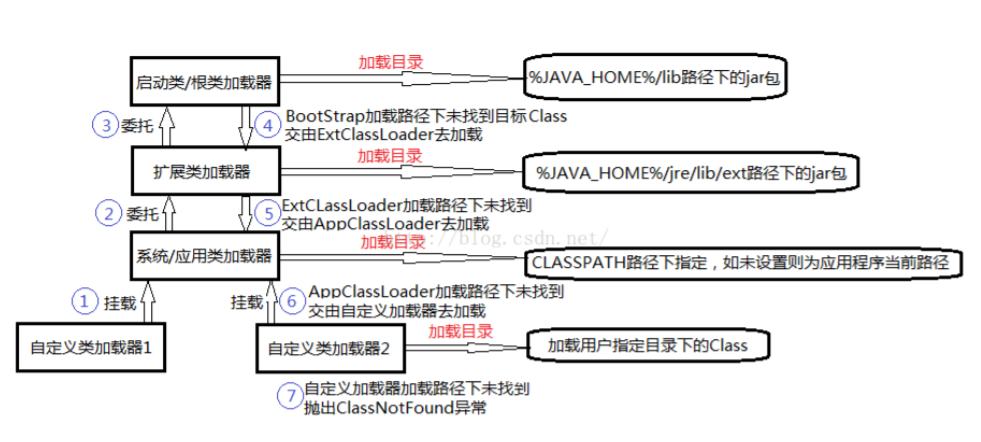 加载目录
启动类/根类加载器
%JAVA_HOME%/lib路径下的jar包
③ 委托
④ BootStrap加载路径下未找到目标Class
交由ExtClassLoader去加载
加载目录
扩展类加载器
%JAVA_HOME%/jre/lib/ext路径下的jar包
② 委托
⑤ ExtCLassLoader加载路径下未找到
交由AppClassLoader去加载
http://blog.csdn.net/
加载目录
系统/应用类加载器
CLASSPATH路径下指定，如未设置则为应用程序当前路径
① 挂载
挂载
⑥ AppClassLoader加载路径下未找到
交由自定义加载器去加载
加载目录
自定义类加载器1
自定义类加载器2
加载用户指定目录下的Class
⑦ 自定义加载器加载路径下未找到
抛出ClassNotFound异常